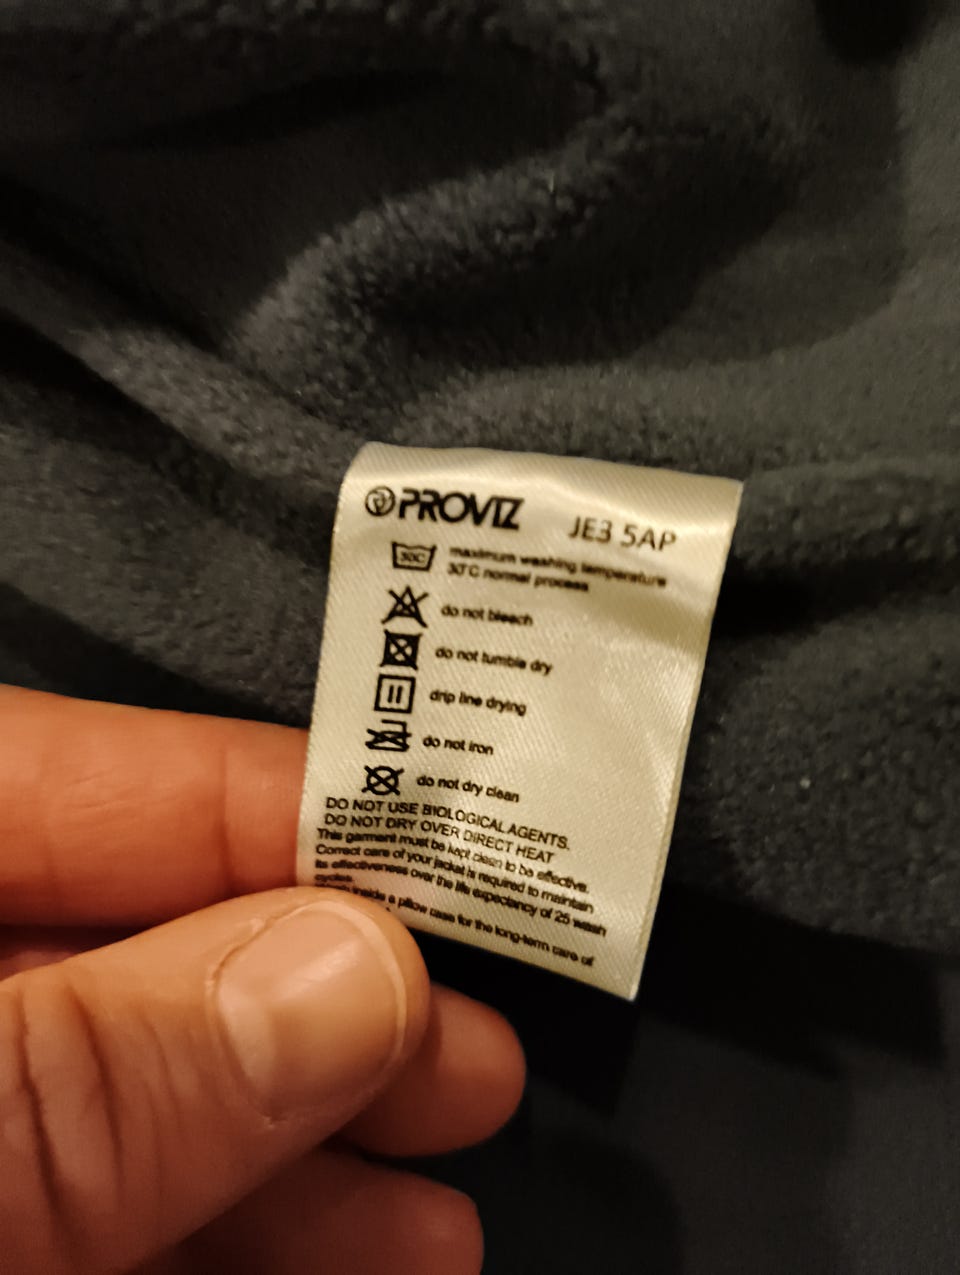 PROVIZ JE3 5AP
30C maximum washing temperature
30°C normal process
do not bleach
do not tumble dry
drip line drying
do not iron
do not dry clean
DO NOT USE BIOLOGICAL AGENTS.
DO NOT DRY OVER DIRECT HEAT
This garment must be kept clean to be effective.
Correct care of your jacket is required to maintain
its effectiveness over the life expectancy of 25 wash
cycles.
inside a pillow case for the long-term care of